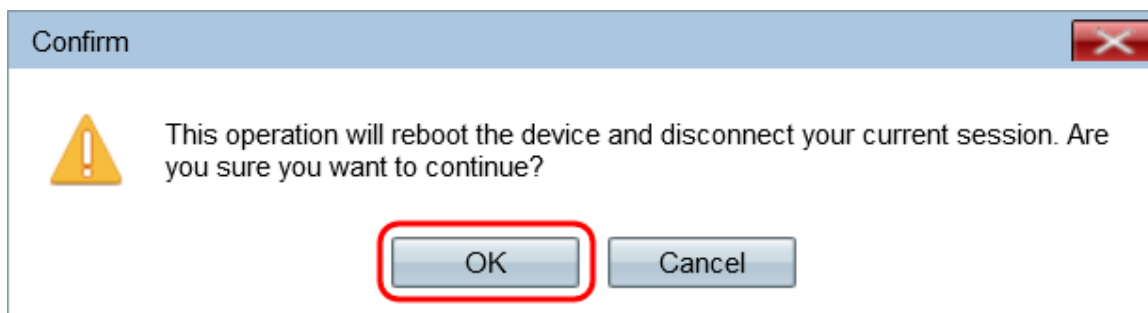 Confirm
This operation will reboot the device and disconnect your current session. Are
you sure you want to continue?
OK
Cancel